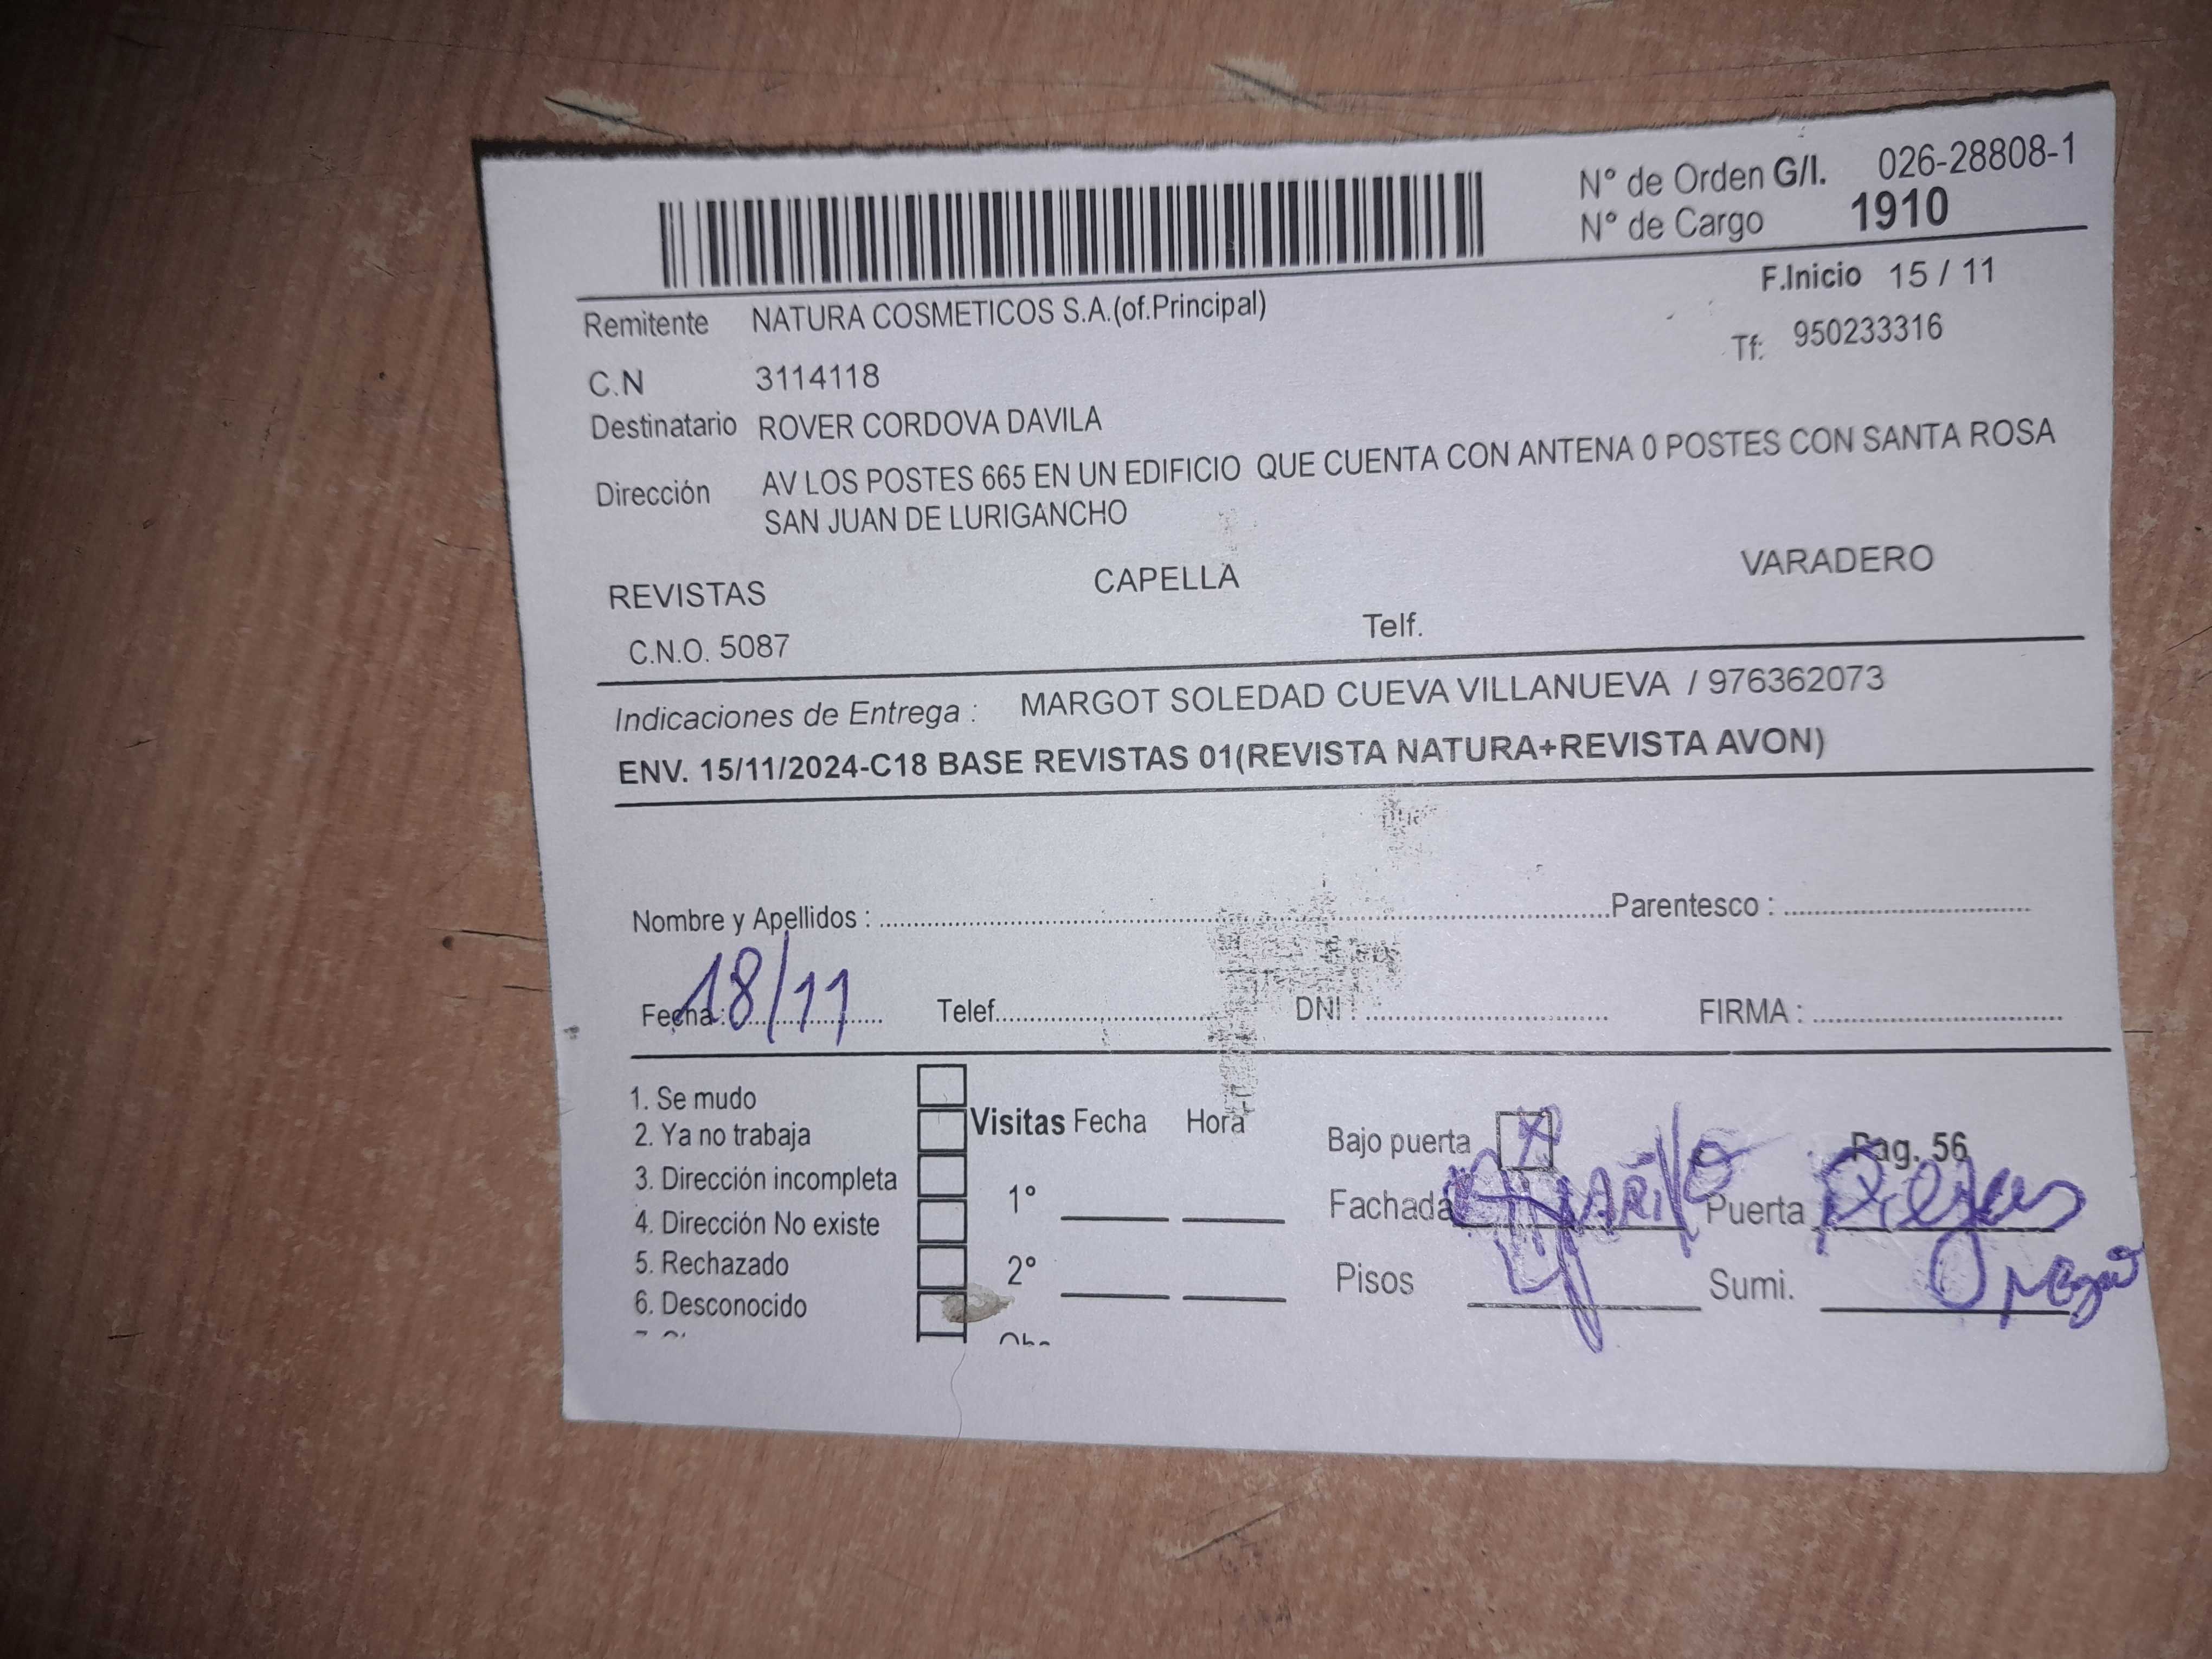 N° de Orden G/I. 026-28808-1
N° de Cargo 1910
F.Inicio 15 / 11
Remitente NATURA COSMETICOS S.A.(of.Principal)
Tf: 950233316
C.N 3114118
Destinatario ROVER CORDOVA DAVILA
Dirección AV LOS POSTES 665 EN UN EDIFICIO QUE CUENTA CON ANTENA 0 POSTES CON SANTA ROSA
SAN JUAN DE LURIGANCHO
REVISTAS CAPELLA VARADERO
C.N.O. 5087 Telf.
Indicaciones de Entrega : MARGOT SOLEDAD CUEVA VILLANUEVA / 976362073
ENV. 15/11/2024-C18 BASE REVISTAS 01(REVISTA NATURA+REVISTA AVON)
Nombre y Apellidos : Parentesco :
Fecha : 18/11 Telef. DNI : FIRMA :
1. Se mudo
2. Ya no trabaja
3. Dirección incompleta
4. Dirección No existe
5. Rechazado
6. Desconocido
Visitas Fecha Hora
1°
2°
Bajo puerta X Pag. 56
Fachada Puerta Rejas
Pisos Sumi. negro